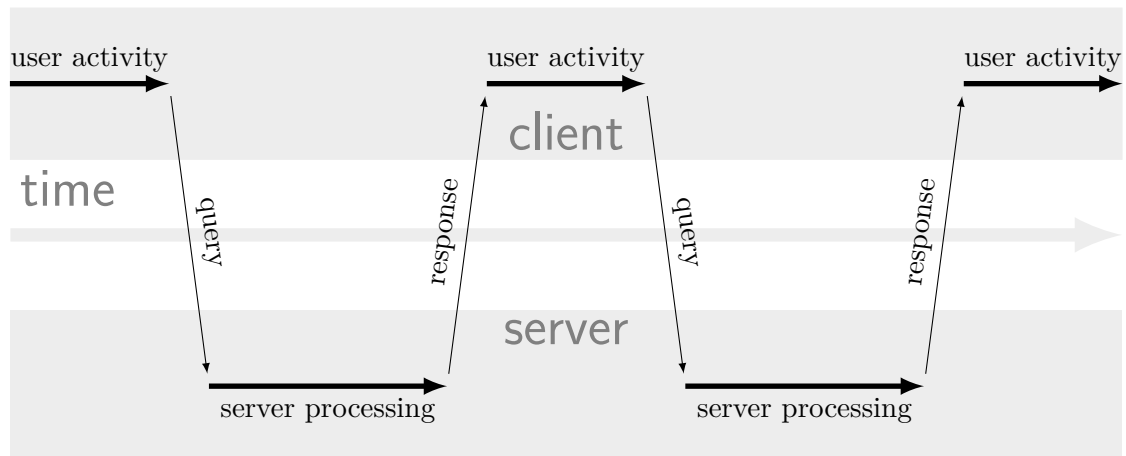 user activity
user activity
user activity
client
time
query
response
query
response
server
server processing
server processing